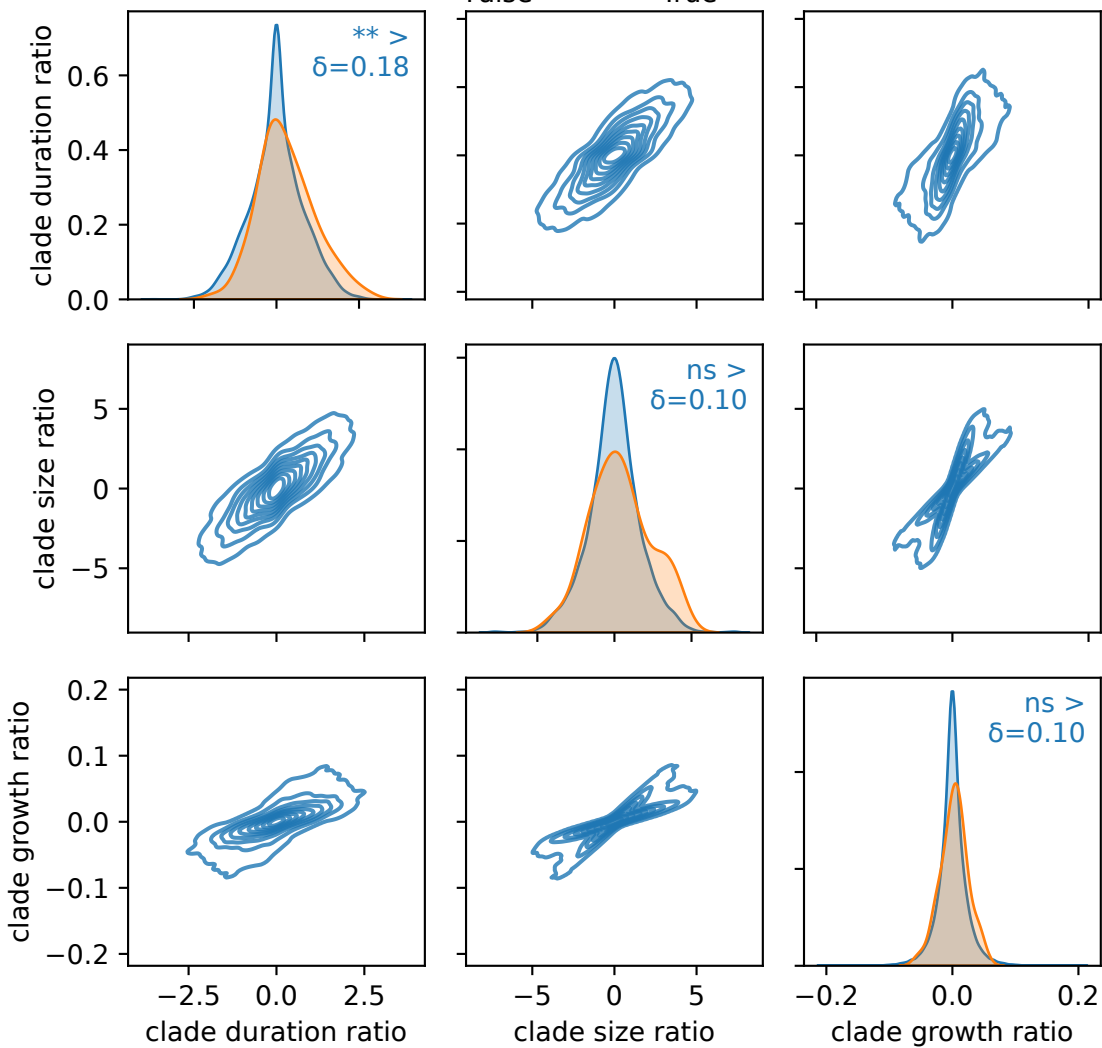 clade duration ratio
0.6
0.4
0.2
0.0
** >
δ=0.18
clade size ratio
5
0
−5
ns >
δ=0.10
clade growth ratio
0.2
0.1
0.0
−0.1
−0.2
ns >
δ=0.10
−2.5 0.0 2.5
clade duration ratio
−5 0 5
clade size ratio
−0.2 0.0 0.2
clade growth ratio